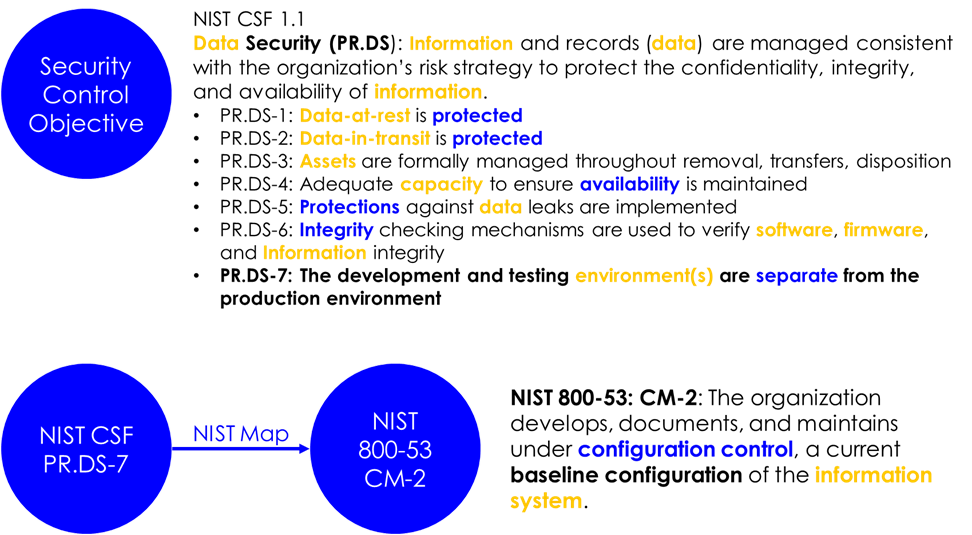 Security
Control
Objective
NIST CSF 1.1
Data Security (PR.DS): Information and records (data) are managed consistent
with the organization's risk strategy to protect the confidentiality, integrity,
and availability of information.
• PR.DS-1: Data-at-rest is protected
• PR.DS-2: Data-in-transit is protected
• PR.DS-3: Assets are formally managed throughout removal, transfers, disposition
• PR.DS-4: Adequate capacity to ensure availability is maintained
• PR.DS-5: Protections against data leaks are implemented
• PR.DS-6: Integrity checking mechanisms are used to verify software, firmware,
and Information integrity
• PR.DS-7: The development and testing environment(s) are separate from the
production environment
NIST CSF
PR.DS-7
NIST Map
NIST
800-53
CM-2
NIST 800-53: CM-2: The organization
develops, documents, and maintains
under configuration control, a current
baseline configuration of the information
system.